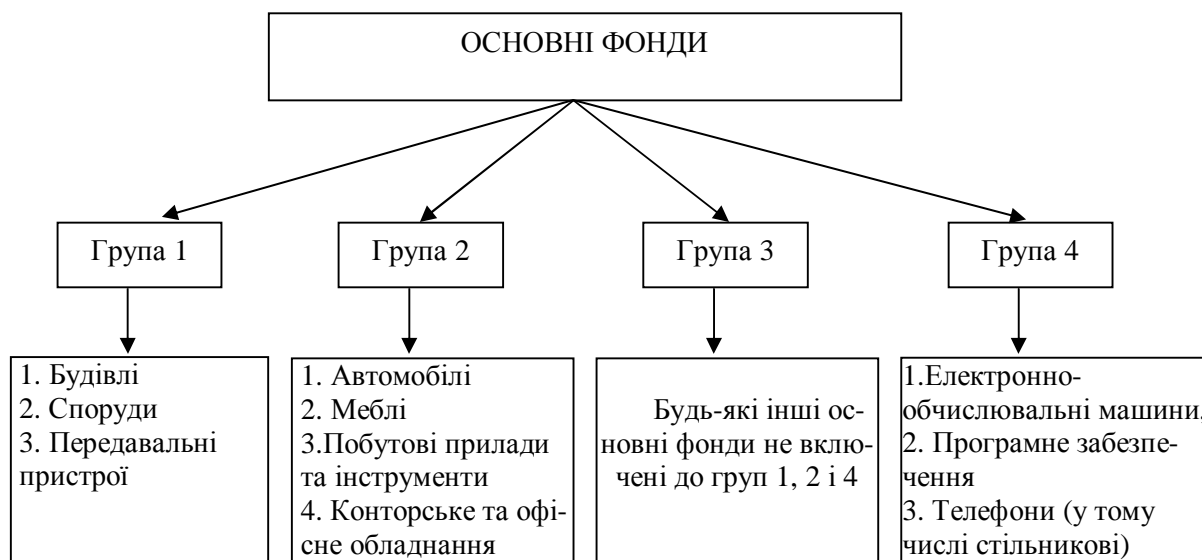 ОСНОВНІ ФОНДИ
Група 1
Група 2
Група 3
Група 4
1. Будівлі
2. Споруди
3. Передавальні
пристрої
1. Автомобілі
2. Меблі
3.Побутові прилади
та інструменти
4. Конторське та офі-
сне обладнання
Будь-які інші ос-
новні фонди не вклю-
чені до груп 1, 2 і 4
1.Електронно-
обчислювальні машини,
2. Програмне забезпе-
чення
3. Телефони (у тому
числі стільникові)